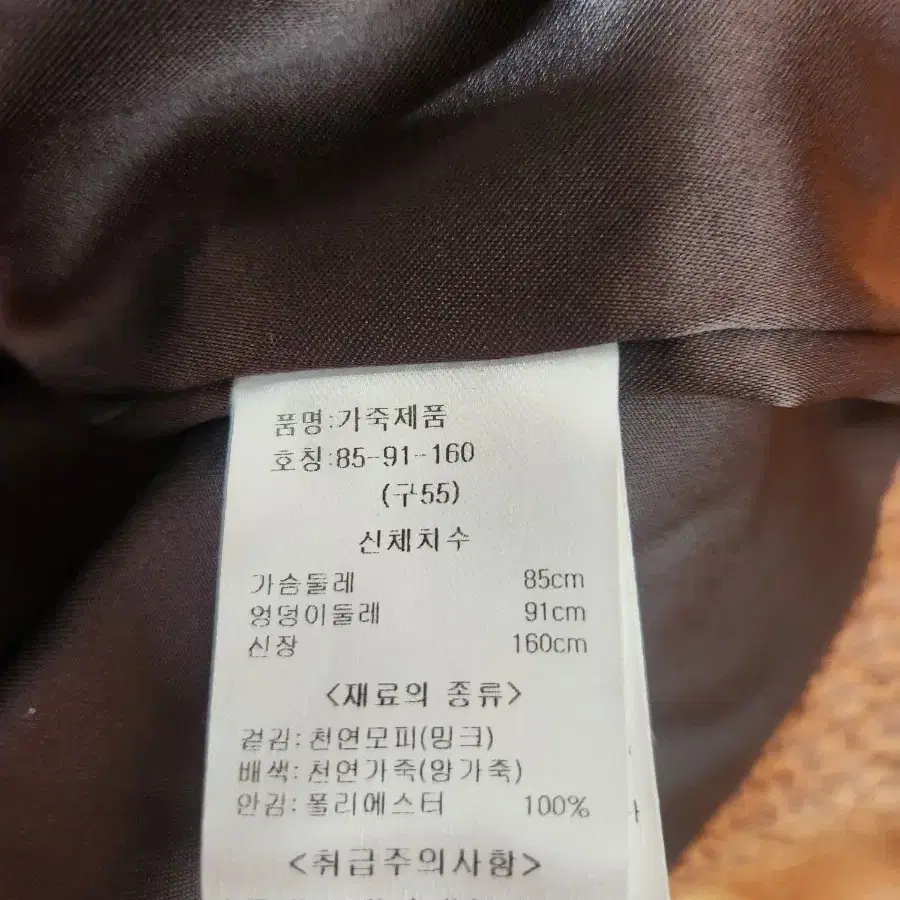 품명:가죽제품
호칭:85-91-160
(구55)
신체치수
가슴둘레 85cm
엉덩이둘레 91cm
신장 160cm
<재료의 종류>
겉감: 천연모피(밍크)
배색: 천연가죽(양가죽)
안감: 폴리에스터 100%
<취급주의사항>